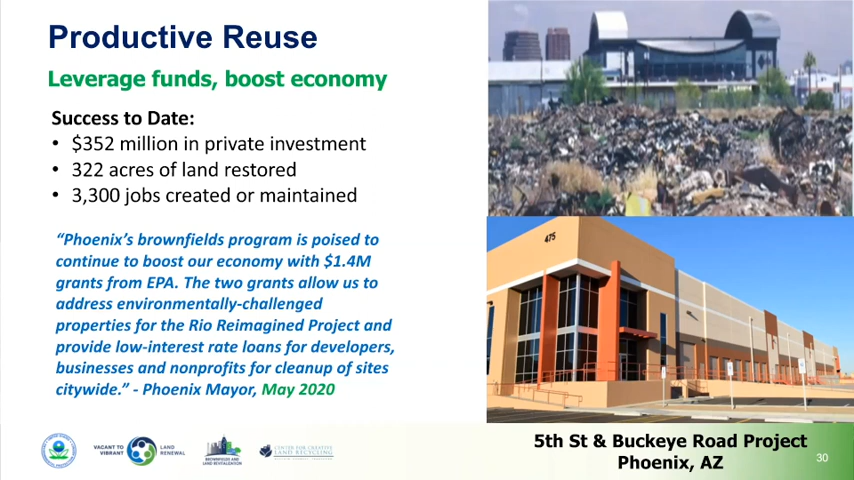 Productive Reuse
Leverage funds, boost economy
Success to Date:
• $352 million in private investment
• 322 acres of land restored
• 3,300 jobs created or maintained
“Phoenix’s brownfields program is poised to
continue to boost our economy with $1.4M
grants from EPA. The two grants allow us to
address environmentally-challenged
properties for the Rio Reimagined Project and
provide low-interest rate loans for developers,
businesses and nonprofits for cleanup of sites
citywide.” - Phoenix Mayor, May 2020
475
VACANT TO
VIBRANT
LAND
RENEWAL
BROWNFIELDS AND
LAND REVITALIZATION
CENTER FOR CREATIVE
LAND RECYCLING
5th St & Buckeye Road Project
Phoenix, AZ
30